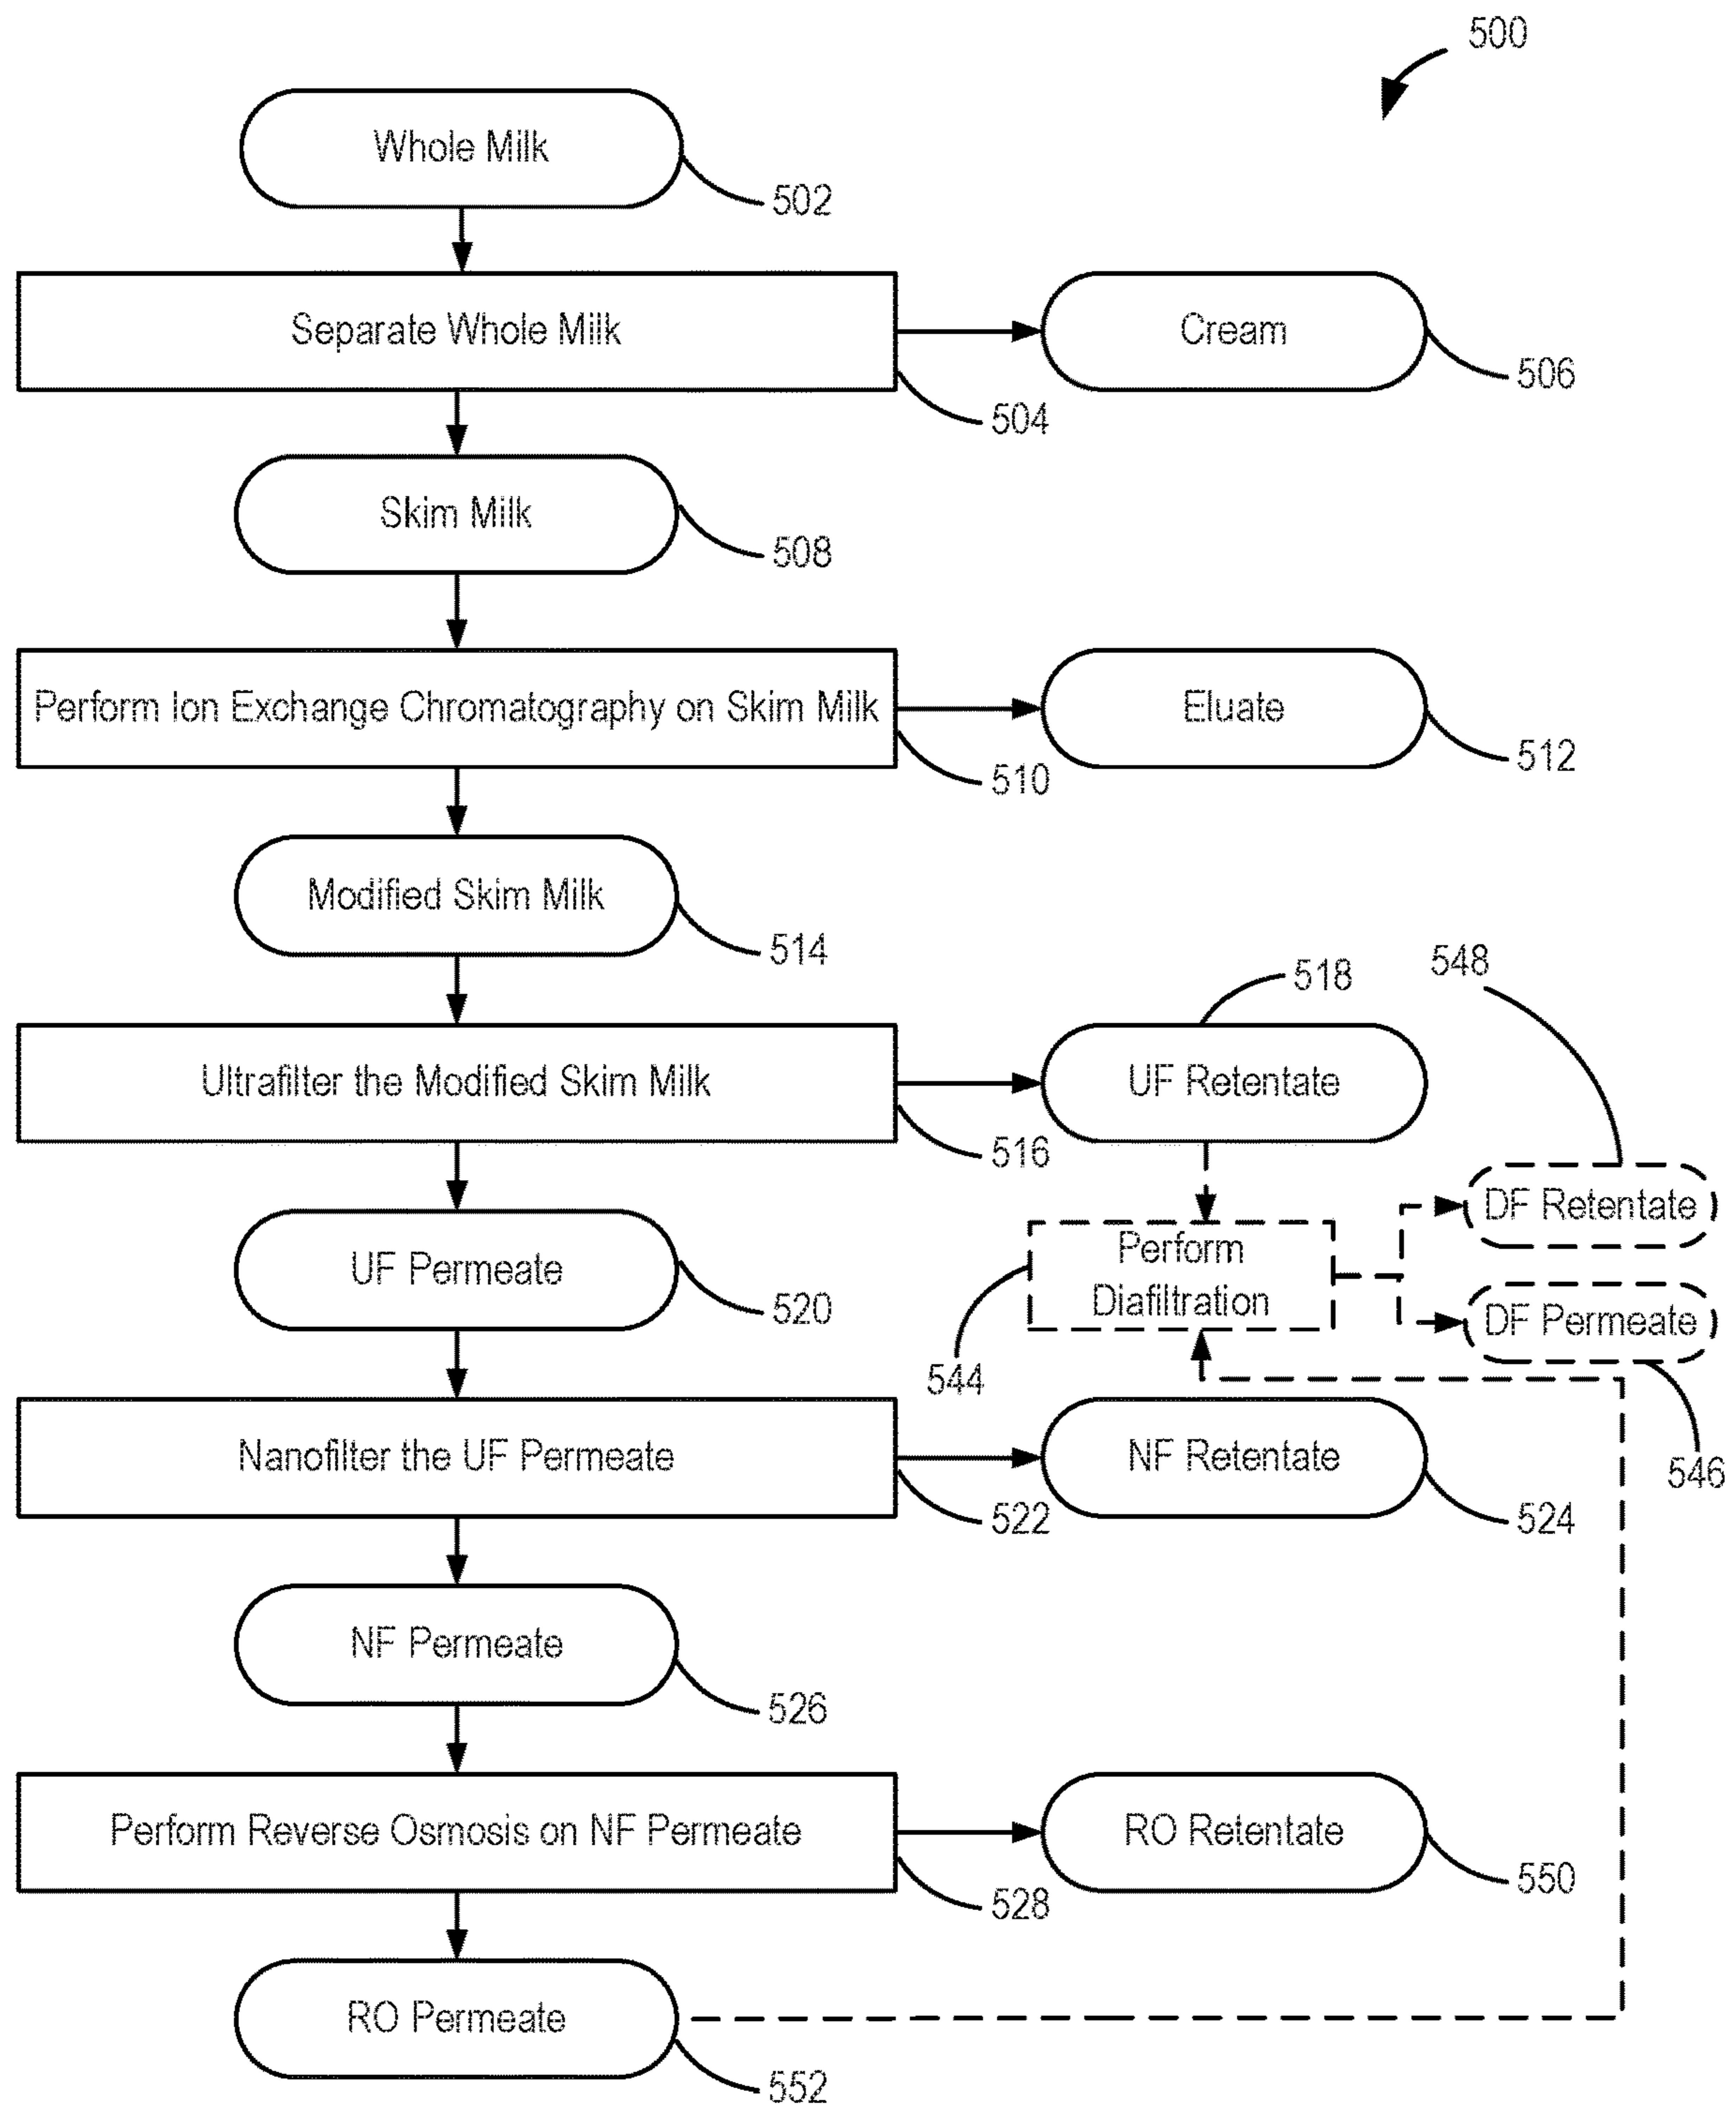 500
Whole Milk
502
Separate Whole Milk
Cream
506
504
Skim Milk
508
Perform Ion Exchange Chromatography on Skim Milk
Eluate
512
510
Modified Skim Milk
514
548
518
Ultrafilter the Modified Skim Milk
UF Retentate
516
DF Retentate
UF Permeate
520
Perform
Diafiltration
DF Permeate
544
546
Nanofilter the UF Permeate
NF Retentate
522
524
NF Permeate
526
Perform Reverse Osmosis on NF Permeate
RO Retentate
550
528
RO Permeate
552